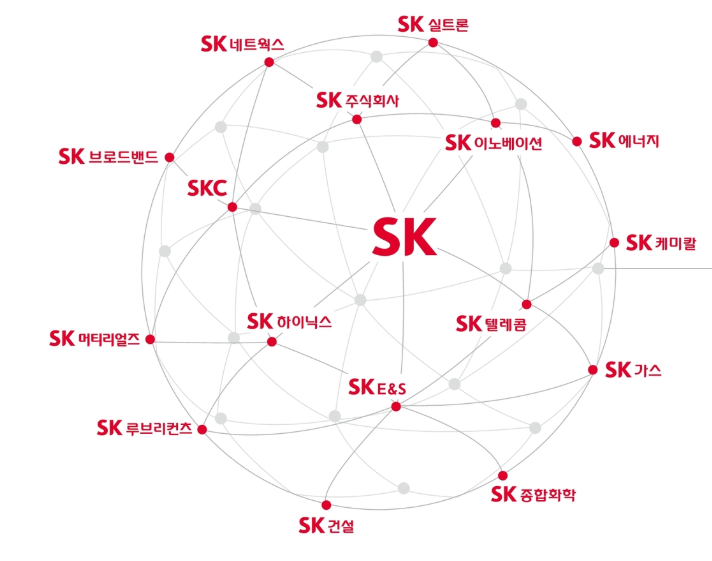 SK 실트론
SK 네트웍스
SK 주식회사
SK 이노베이션
SK 에너지
SK 브로드밴드
SKC
SK
SK 케미칼
SK 하이닉스
SK 텔레콤
SK 머티리얼즈
SK 가스
SK E&S
SK 루브리컨츠
SK 종합화학
SK 건설